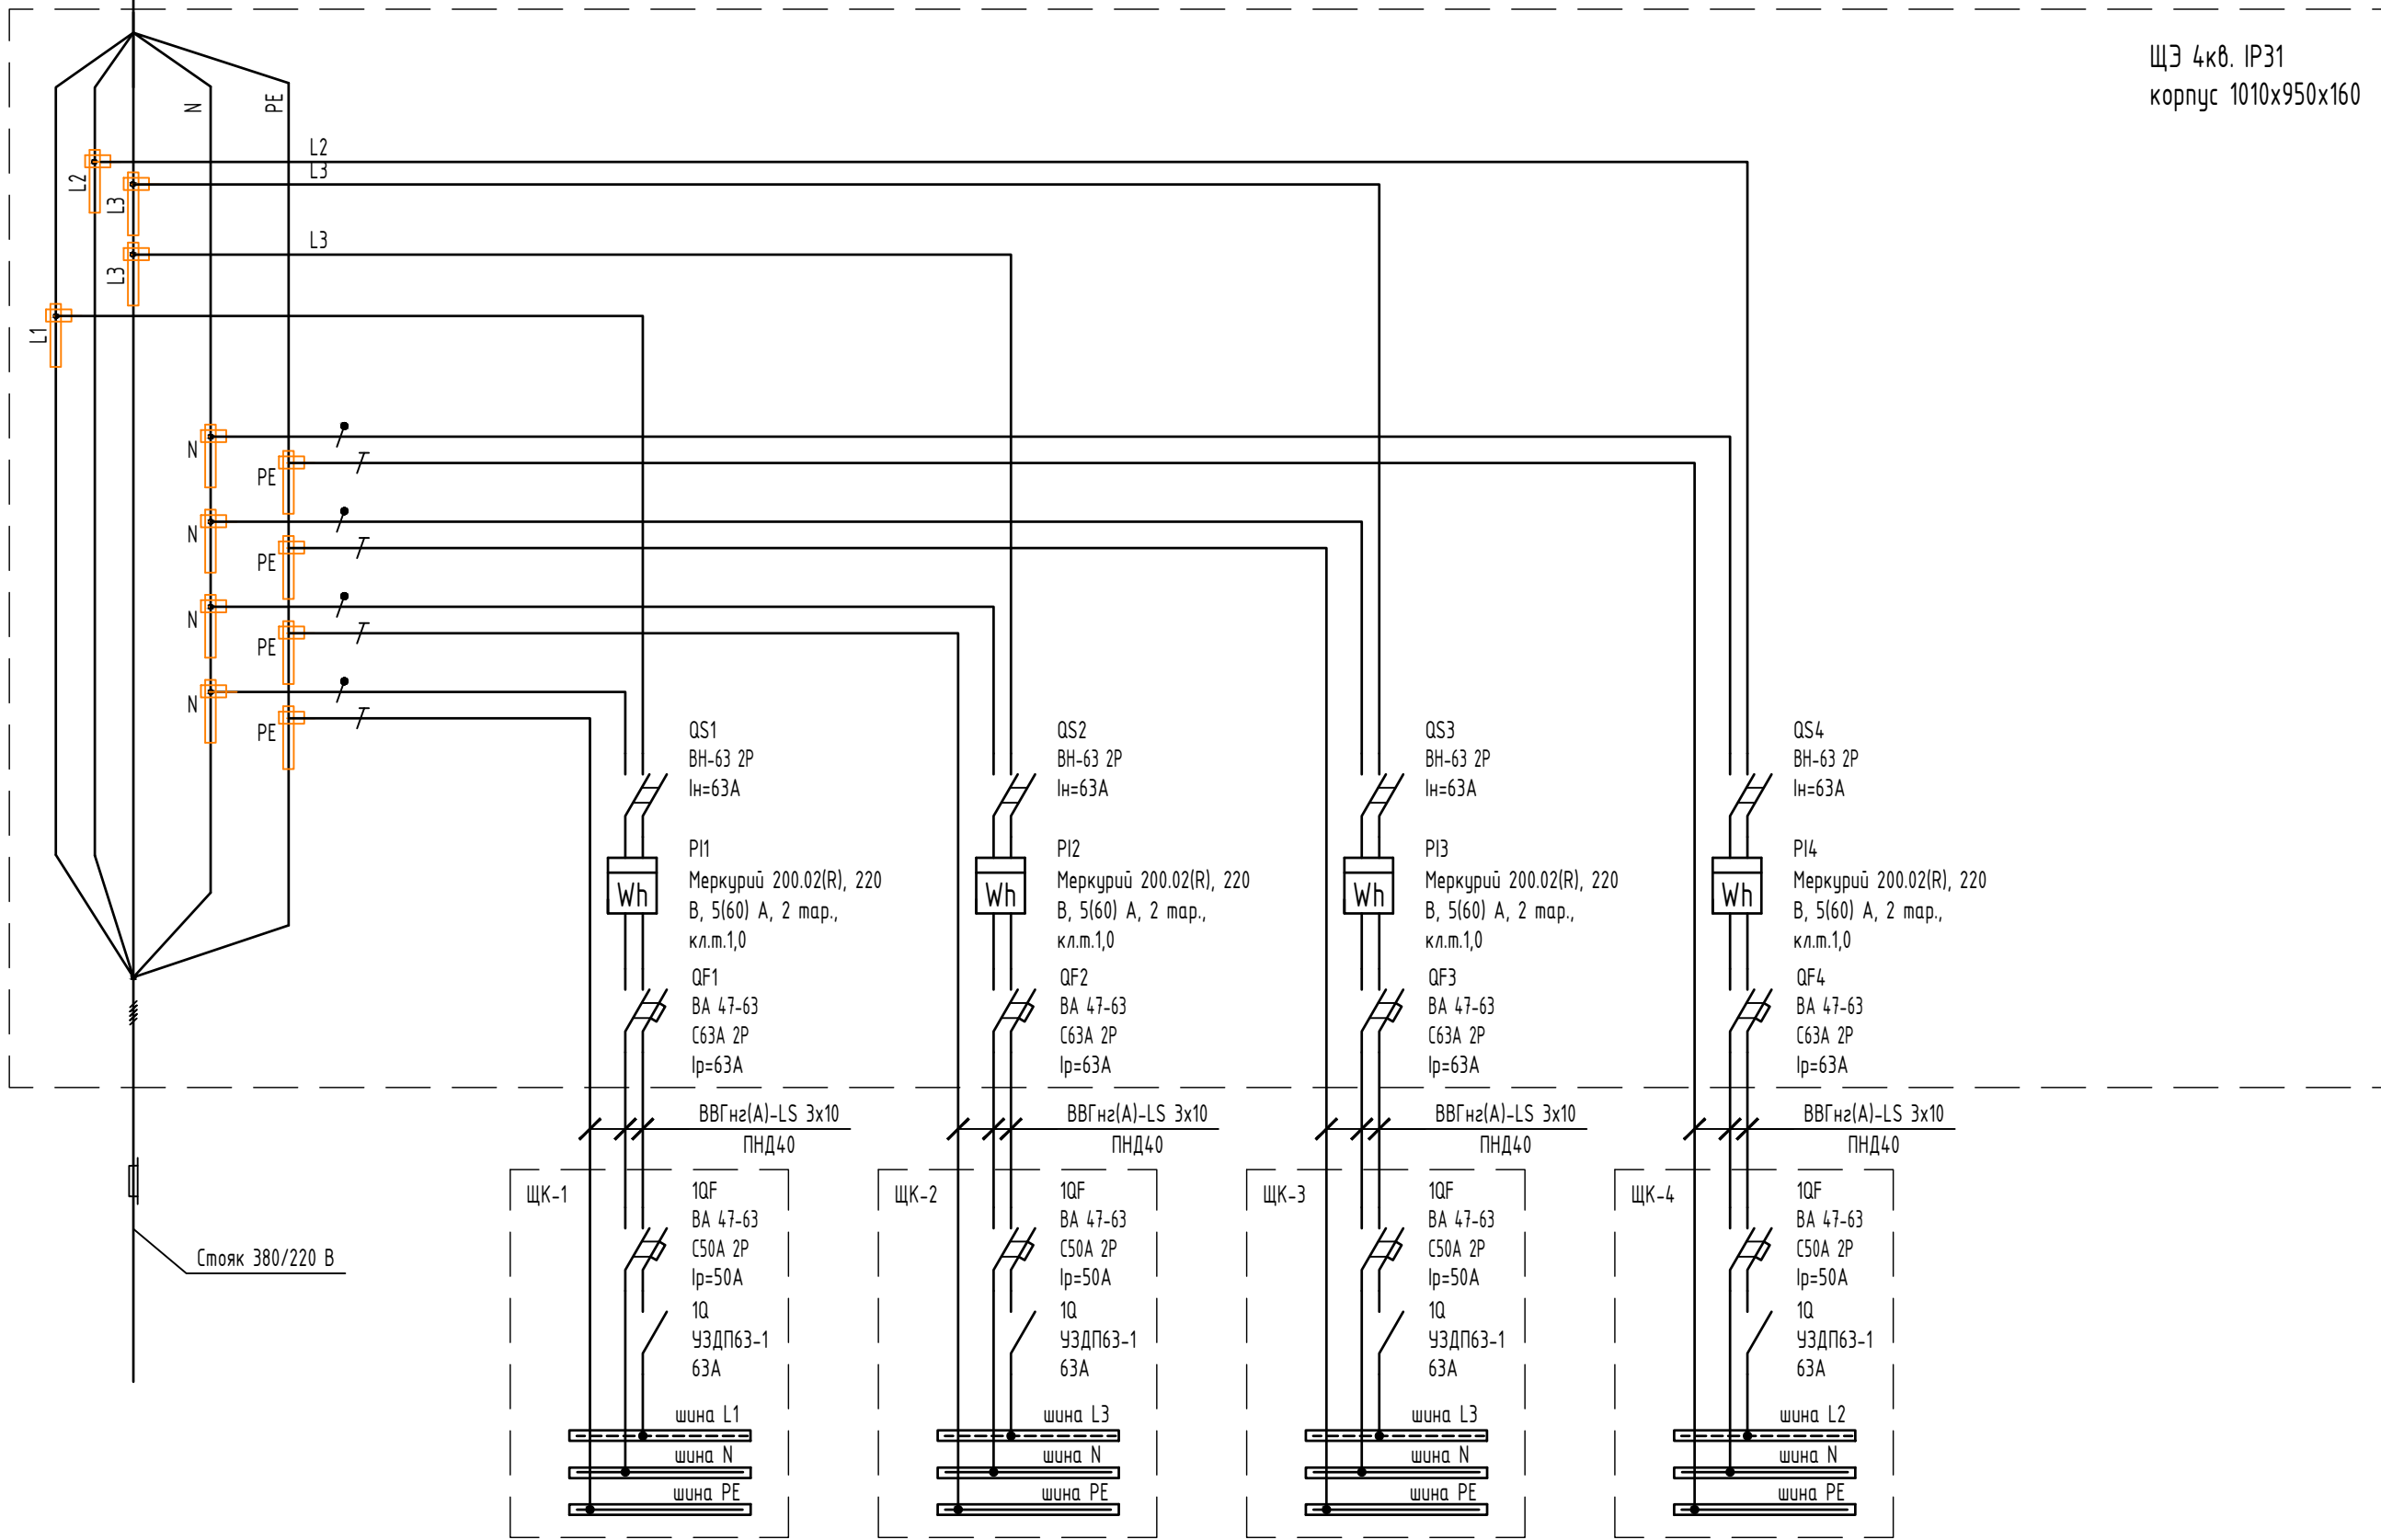 ЩЭ 4кв. IP31
корпус 1010х950х160
N
PE
L2
L3
L2
L3
L3
L3
L1
N
PE
N
PE
N
PE
N
PE
QS1
ВН-63 2Р
Iн=63А
PI1
Меркурий 200.02(R), 220
В, 5(60) А, 2 тар.,
кл.т.1,0
QF1
ВА 47-63
С63А 2Р
Iр=63А
QS2
ВН-63 2Р
Iн=63А
PI2
Меркурий 200.02(R), 220
В, 5(60) А, 2 тар.,
кл.т.1,0
QF2
ВА 47-63
С63А 2Р
Iр=63А
QS3
ВН-63 2Р
Iн=63А
PI3
Меркурий 200.02(R), 220
В, 5(60) А, 2 тар.,
кл.т.1,0
QF3
ВА 47-63
С63А 2Р
Iр=63А
QS4
ВН-63 2Р
Iн=63А
PI4
Меркурий 200.02(R), 220
В, 5(60) А, 2 тар.,
кл.т.1,0
QF4
ВА 47-63
С63А 2Р
Iр=63А
Wh
Wh
Wh
Wh
ВВГнг(А)-LS 3х10
ПНД40
ВВГнг(А)-LS 3х10
ПНД40
ВВГнг(А)-LS 3х10
ПНД40
ВВГнг(А)-LS 3х10
ПНД40
Стояк 380/220 В
ЩК-1
1QF
ВА 47-63
С50А 2Р
Iр=50А
1Q
УЗДП63-1
63А
шина L1
шина N
шина PE
ЩК-2
1QF
ВА 47-63
С50А 2Р
Iр=50А
1Q
УЗДП63-1
63А
шина L3
шина N
шина PE
ЩК-3
1QF
ВА 47-63
С50А 2Р
Iр=50А
1Q
УЗДП63-1
63А
шина L3
шина N
шина PE
ЩК-4
1QF
ВА 47-63
С50А 2Р
Iр=50А
1Q
УЗДП63-1
63А
шина L2
шина N
шина PE